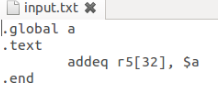 input.txt
.global a
.text
addeq r5[32], $a
.end